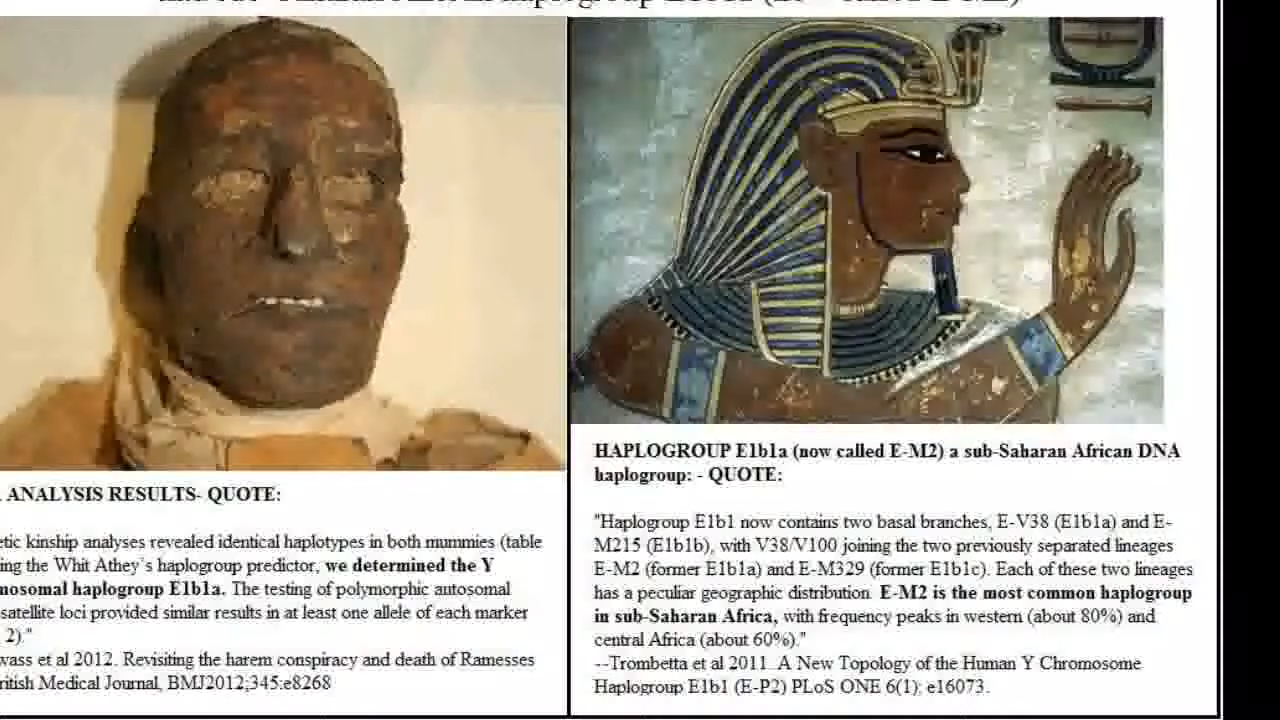 haplogroup E1b1a
. ANALYSIS RESULTS- QUOTE:
etic kinship analyses revealed identical haplotypes in both mummies (table
ing the Whit Athey's haplogroup predictor, we determined the Y
mosomal haplogroup E1b1a. The testing of polymorphic autosomal
satellite loci provided similar results in at least one allele of each marker
2)."
wass et al 2012. Revisiting the harem conspiracy and death of Ramesses
ritish Medical Journal, BMJ2012;345:e8268
HAPLOGROUP E1b1a (now called E-M2) a sub-Saharan African DNA
haplogroup: - QUOTE:
"Haplogroup E1b1 now contains two basal branches, E-V38 (E1b1a) and E-
M215 (E1b1b), with V38/V100 joining the two previously separated lineages
E-M2 (former E1b1a) and E-M329 (former E1b1c). Each of these two lineages
has a peculiar geographic distribution. E-M2 is the most common haplogroup
in sub-Saharan Africa, with frequency peaks in western (about 80%) and
central Africa (about 60%)."
--Trombetta et al 2011. A New Topology of the Human Y Chromosome
Haplogroup E1b1 (E-P2) PLoS ONE 6(1): e16073.